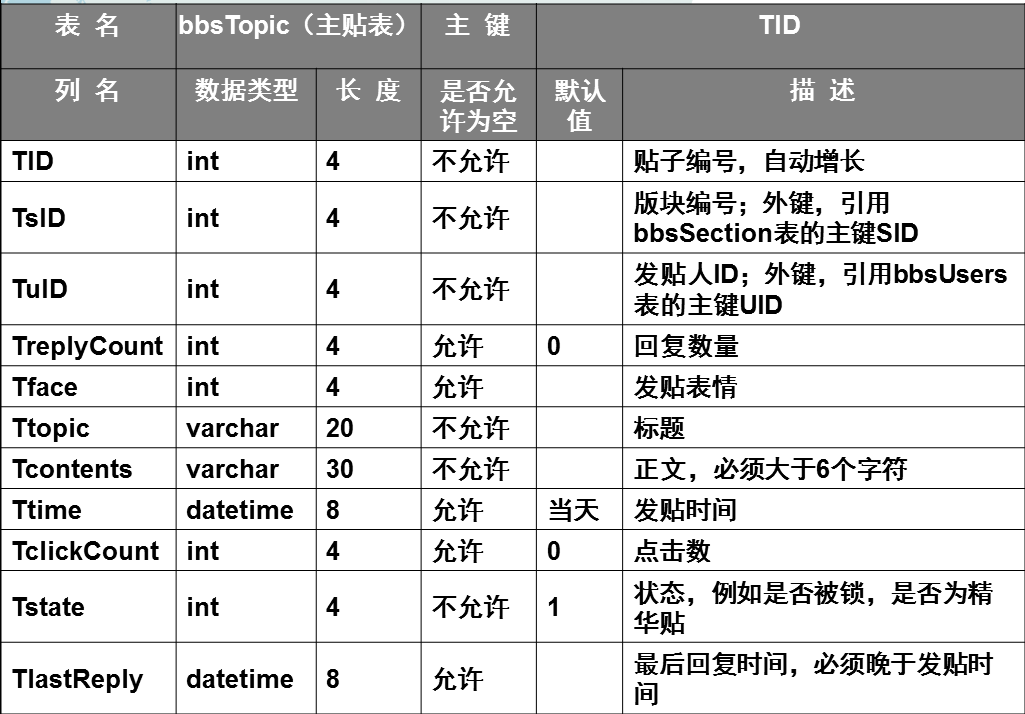 表 名 bbsTopic（主贴表） 主 键 TID
列 名 数据类型 长 度 是否允许为空 默认值 描 述
TID int 4 不允许 贴子编号，自动增长
TsID int 4 不允许 版块编号；外键，引用
bbsSection表的主键SID
TuID int 4 不允许 发贴人ID；外键，引用bbsUsers
表的主键UID
TreplyCount int 4 允许 0 回复数量
Tface int 4 允许 发贴表情
Ttopic varchar 20 不允许 标题
Tcontents varchar 30 不允许 正文，必须大于6个字符
Ttime datetime 8 允许 当天 发贴时间
TclickCount int 4 允许 0 点击数
Tstate int 4 不允许 1 状态，例如是否被锁，是否为精
华贴
TlastReply datetime 8 允许 最后回复时间，必须晚于发贴时
间